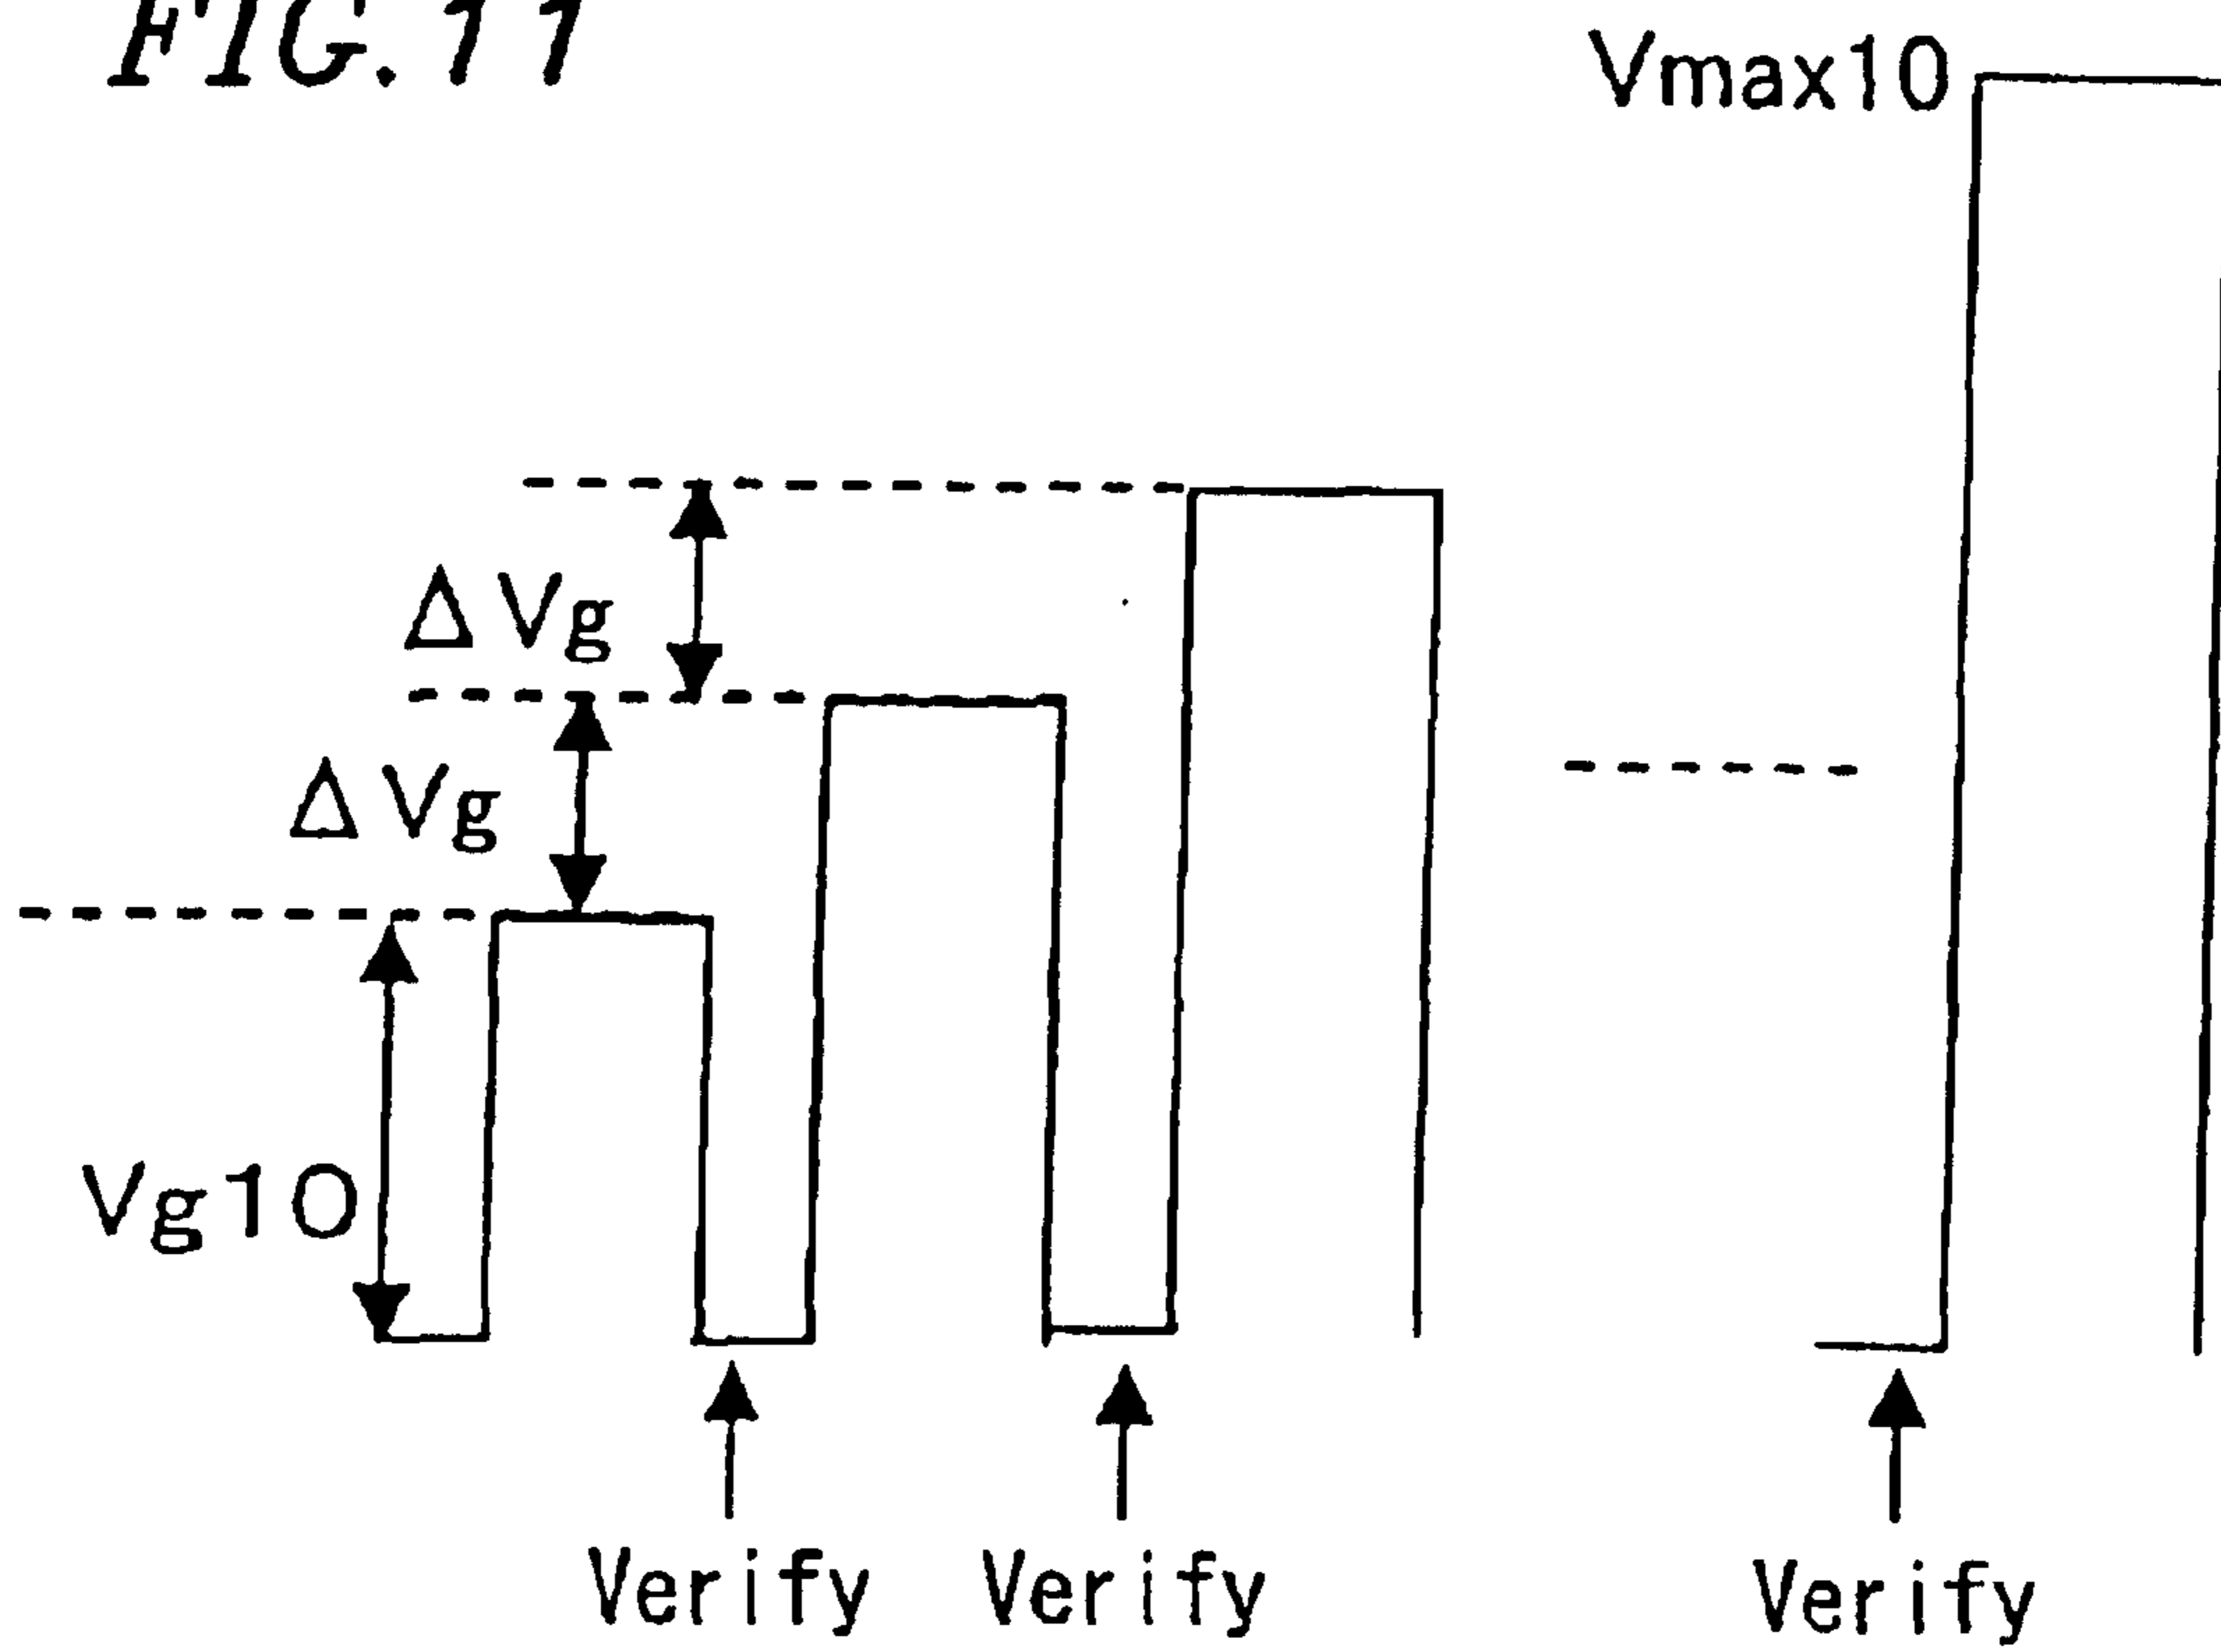 FIG.11
Vmax10
ΔVg
ΔVg
Vg10
Verify Verify Verify